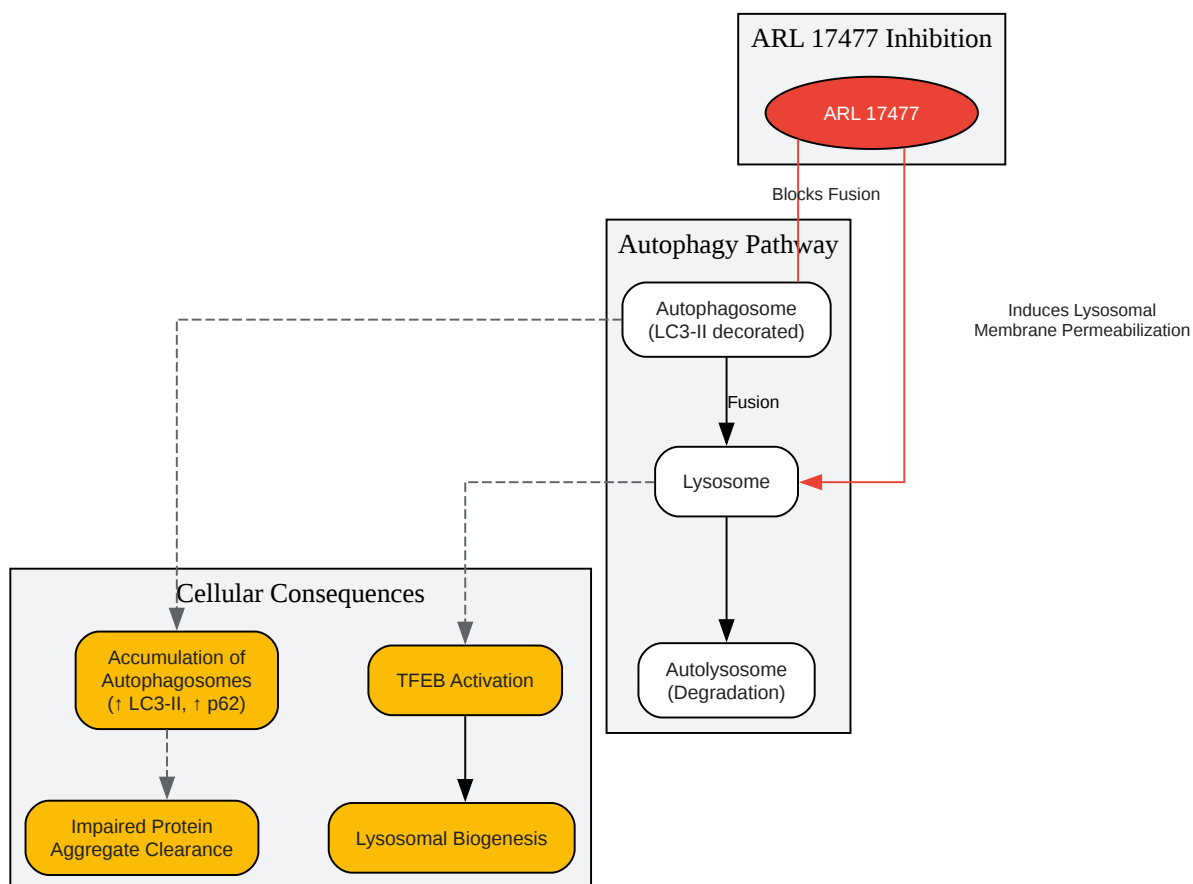 ARL 17477 Inhibition
ARL 17477
Blocks Fusion
Autophagy Pathway
Autophagosome
(LC3-II decorated)
Induces Lysosomal
Membrane Permeabilization
Fusion
Lysosome
Cellular Consequences
Accumulation of
Autophagosomes
(↑ LC3-II, ↑ p62)
TFEB Activation
Autolysosome
(Degradation)
Impaired Protein
Aggregate Clearance
Lysosomal Biogenesis